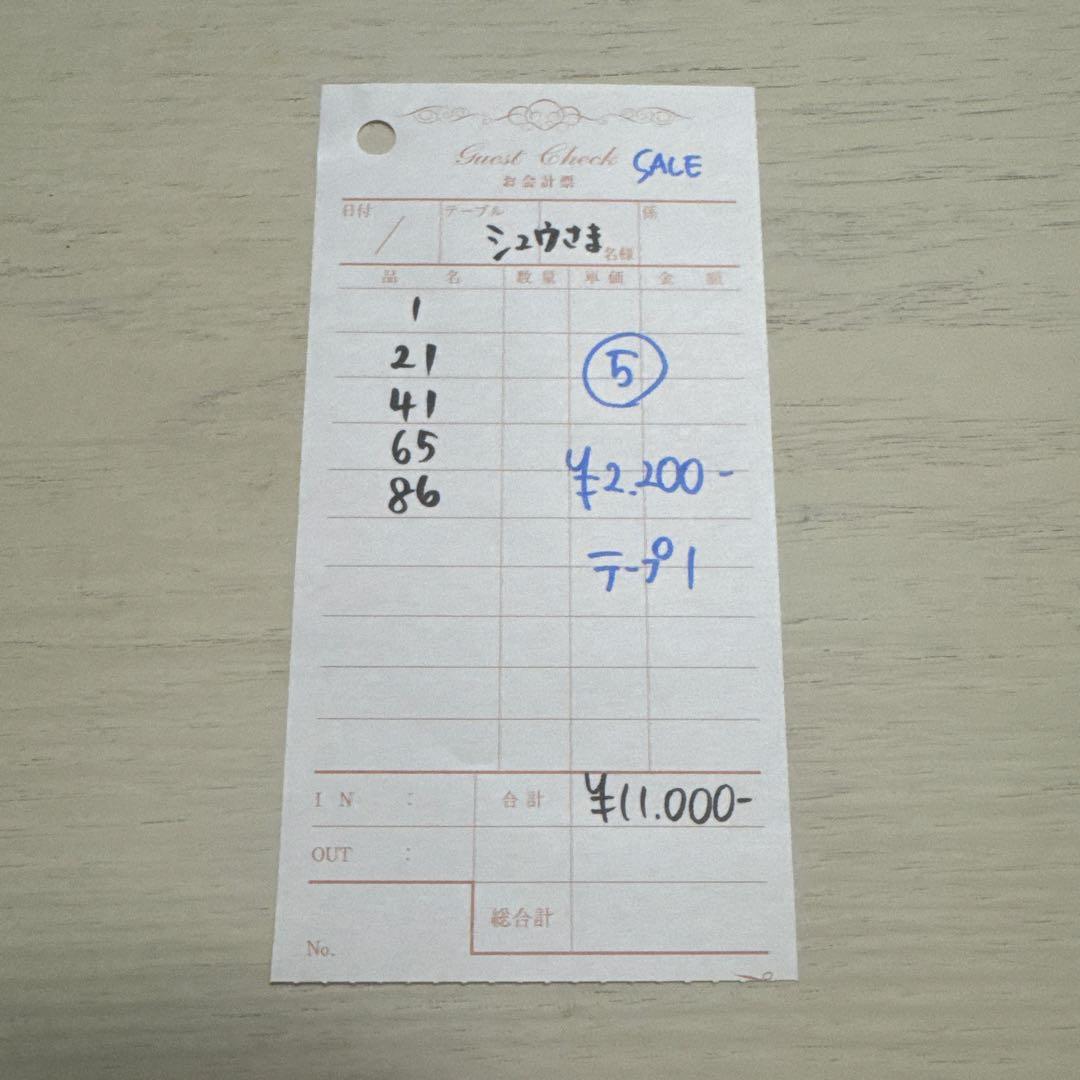 Guest Check SALE
お会計票
日付 テーブル 係
/ シュウさま 名様
品名 数量 単価 金額
1
21
⑤
41
65
¥2.200-
86
テープ1
IN : 合計 ¥11.000-
OUT :
総合計
No.